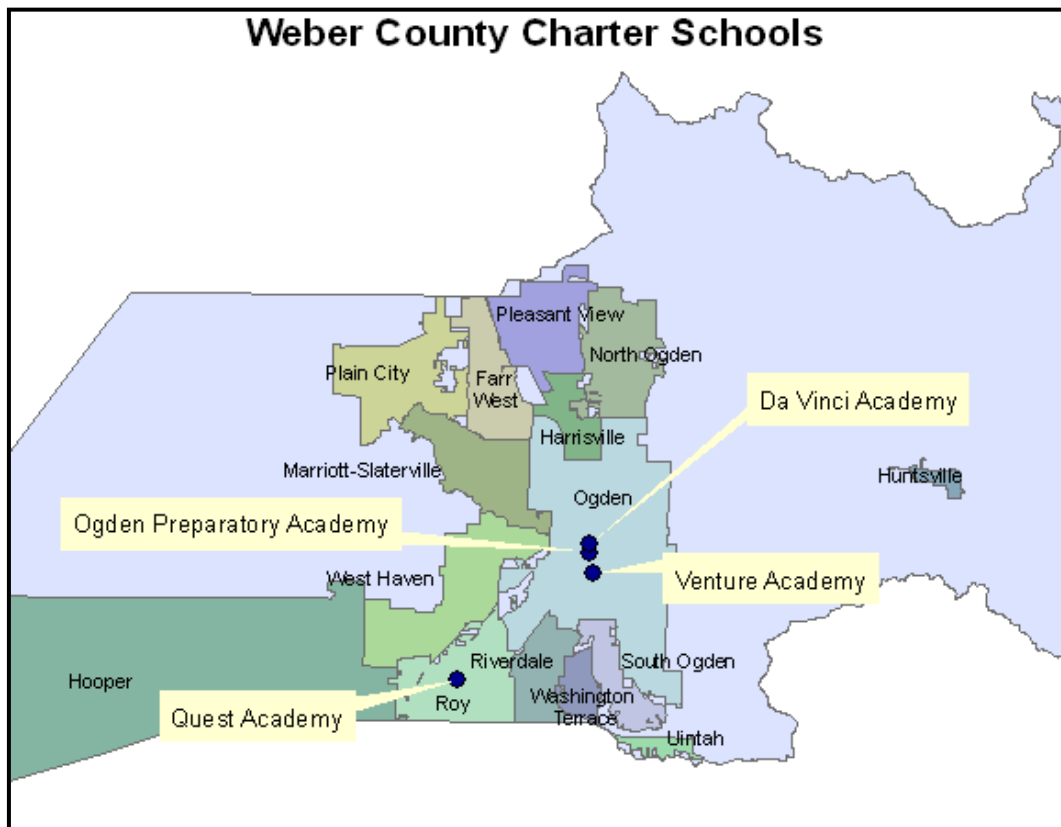 Weber County Charter Schools
Pleasant View
North Ogden
Plain City
Farr
West
Da Vinci Academy
Harrisville
Marriott-Slaterville
Huntsville
Ogden
Ogden Preparatory Academy
West Haven
Venture Academy
Riverdale
South Ogden
Hooper
Washington
Terrace
Roy
Quest Academy
Uintah